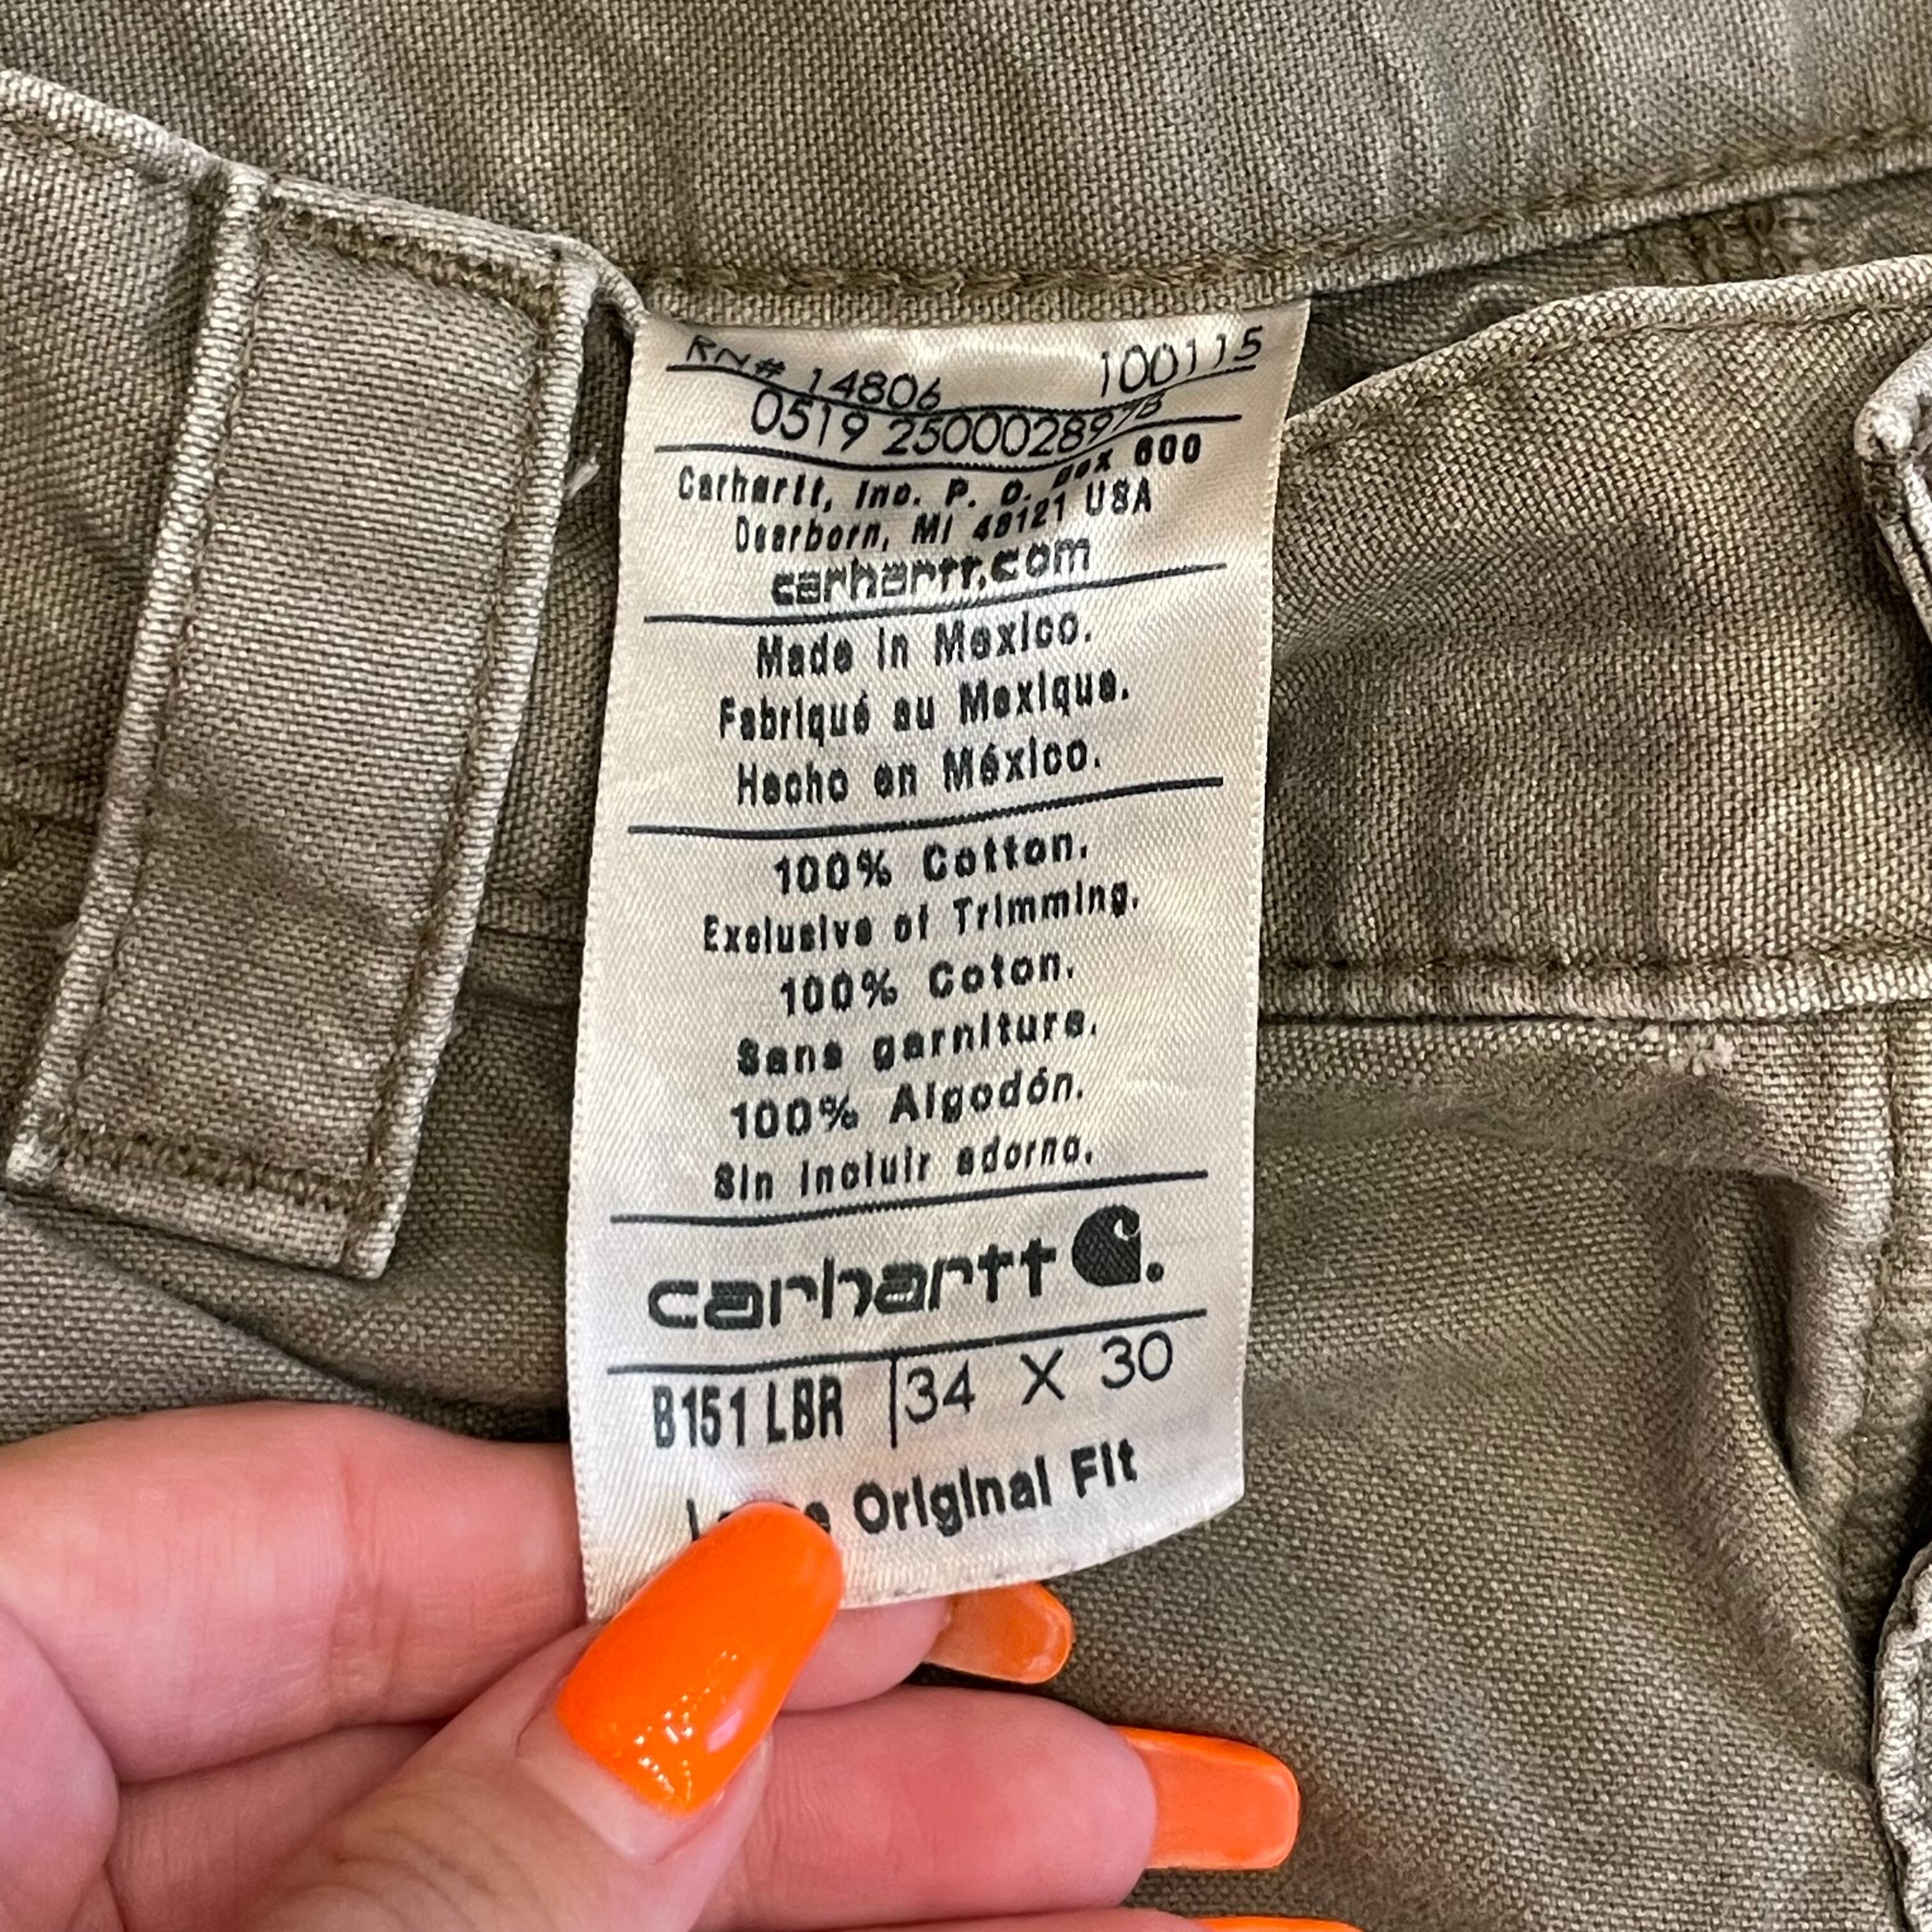 RN# 14806 100115
0519 25000028978
Carhartt, Inc. P. O. Box 600
Dearborn, MI 48121 USA
carhartt.com
Made in Mexico.
Fabriqué au Mexique.
Hecho en México.
100% Cotton.
Exclusive of Trimming.
100% Coton.
Sans garniture.
100% Algodón.
Sin incluir adorno.
carhartt
B151 LBR 34 X 30
Original Fit